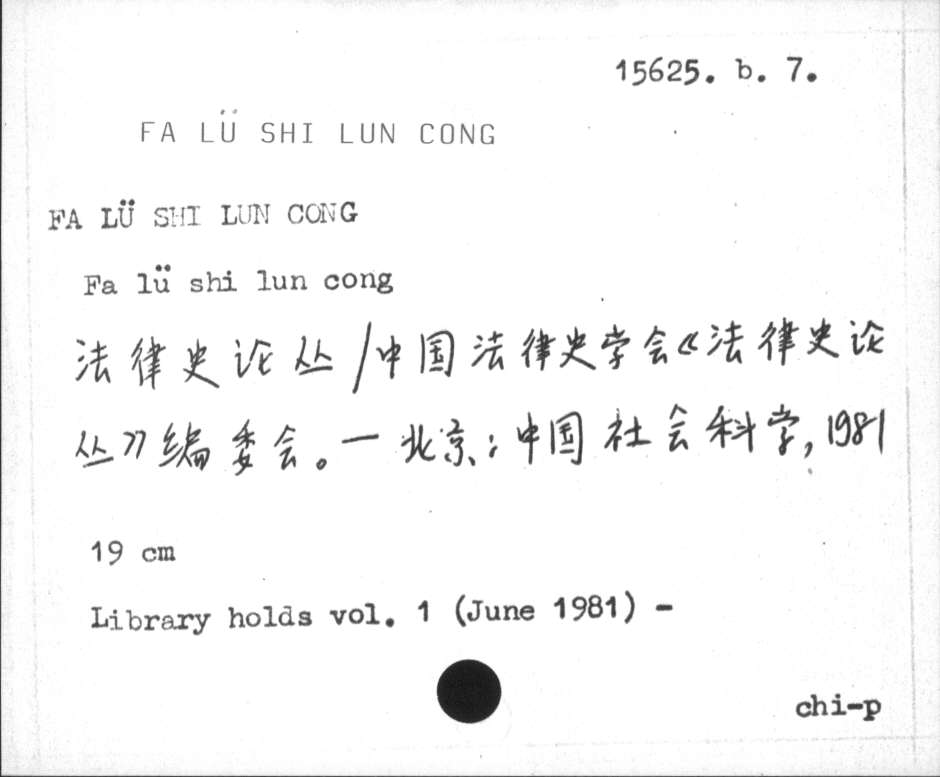 15625. b. 7.
FA LÜ SHI LUN CONG
FA LÜ SHI LUN CONG
Fa lü shi lun cong
法律史论丛/中国法律史学会《法律史论
丛》编委会。一北京:中国社会科学,1981
19 cm
Library holds vol. 1 (June 1981) -
chi-p